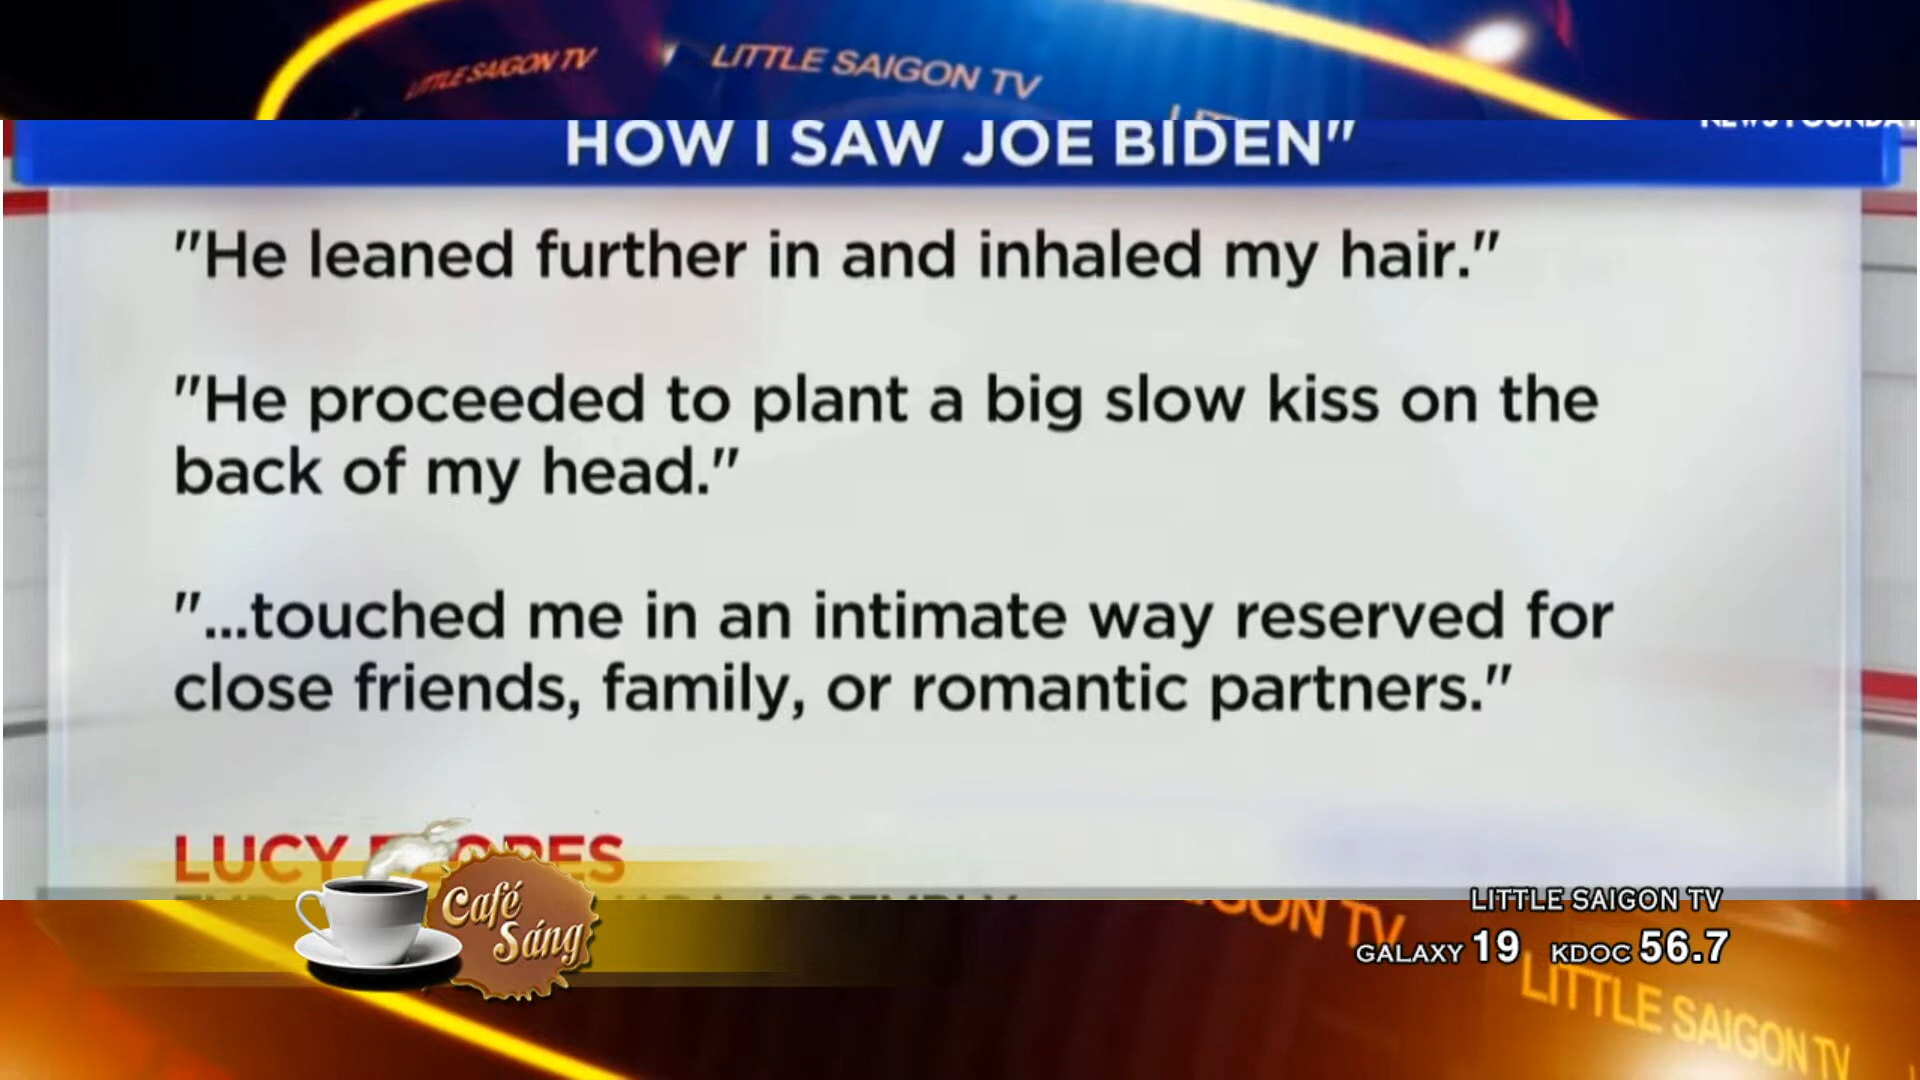 LITTLE SAIGON TV
LITTLE SAIGON TV
HOW I SAW JOE BIDEN"
"He leaned further in and inhaled my hair."
"He proceeded to plant a big slow kiss on the
back of my head."
"...touched me in an intimate way reserved for
close friends, family, or romantic partners."
LUCY
Café
Sáng
LITTLE SAIGON TV
GALAXY 19 KDOC 56.7
TV
LITTLE SAIGON TV